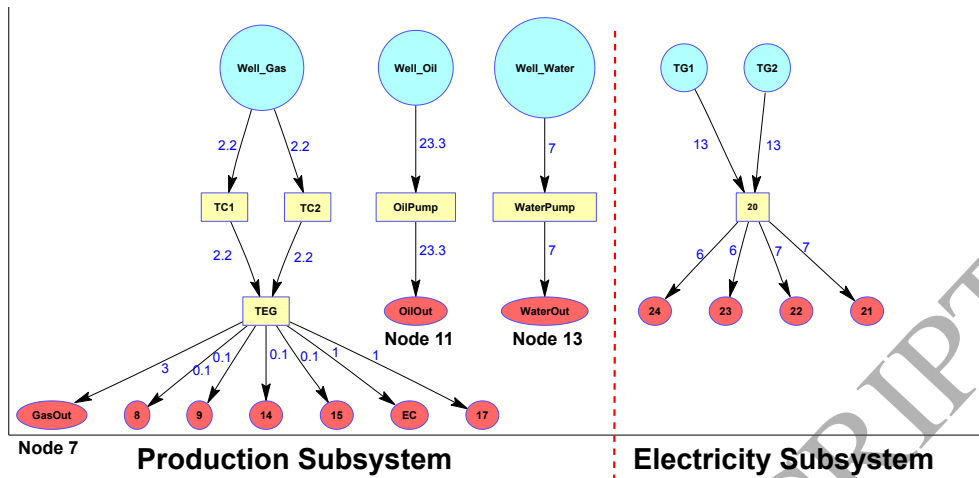 Well_Gas
Well_Oil
Well_Water
TG1
TG2
2.2
2.2
23.3
7
13
13
TC1
TC2
OilPump
WaterPump
20
2.2
2.2
23.3
7
6
6
7
7
TEG
OilOut
WaterOut
24
23
22
21
Node 11
Node 13
3
0.1
0.1
0.1
0.1
1
1
GasOut
8
9
14
15
EC
17
Node 7
Production Subsystem
Electricity Subsystem